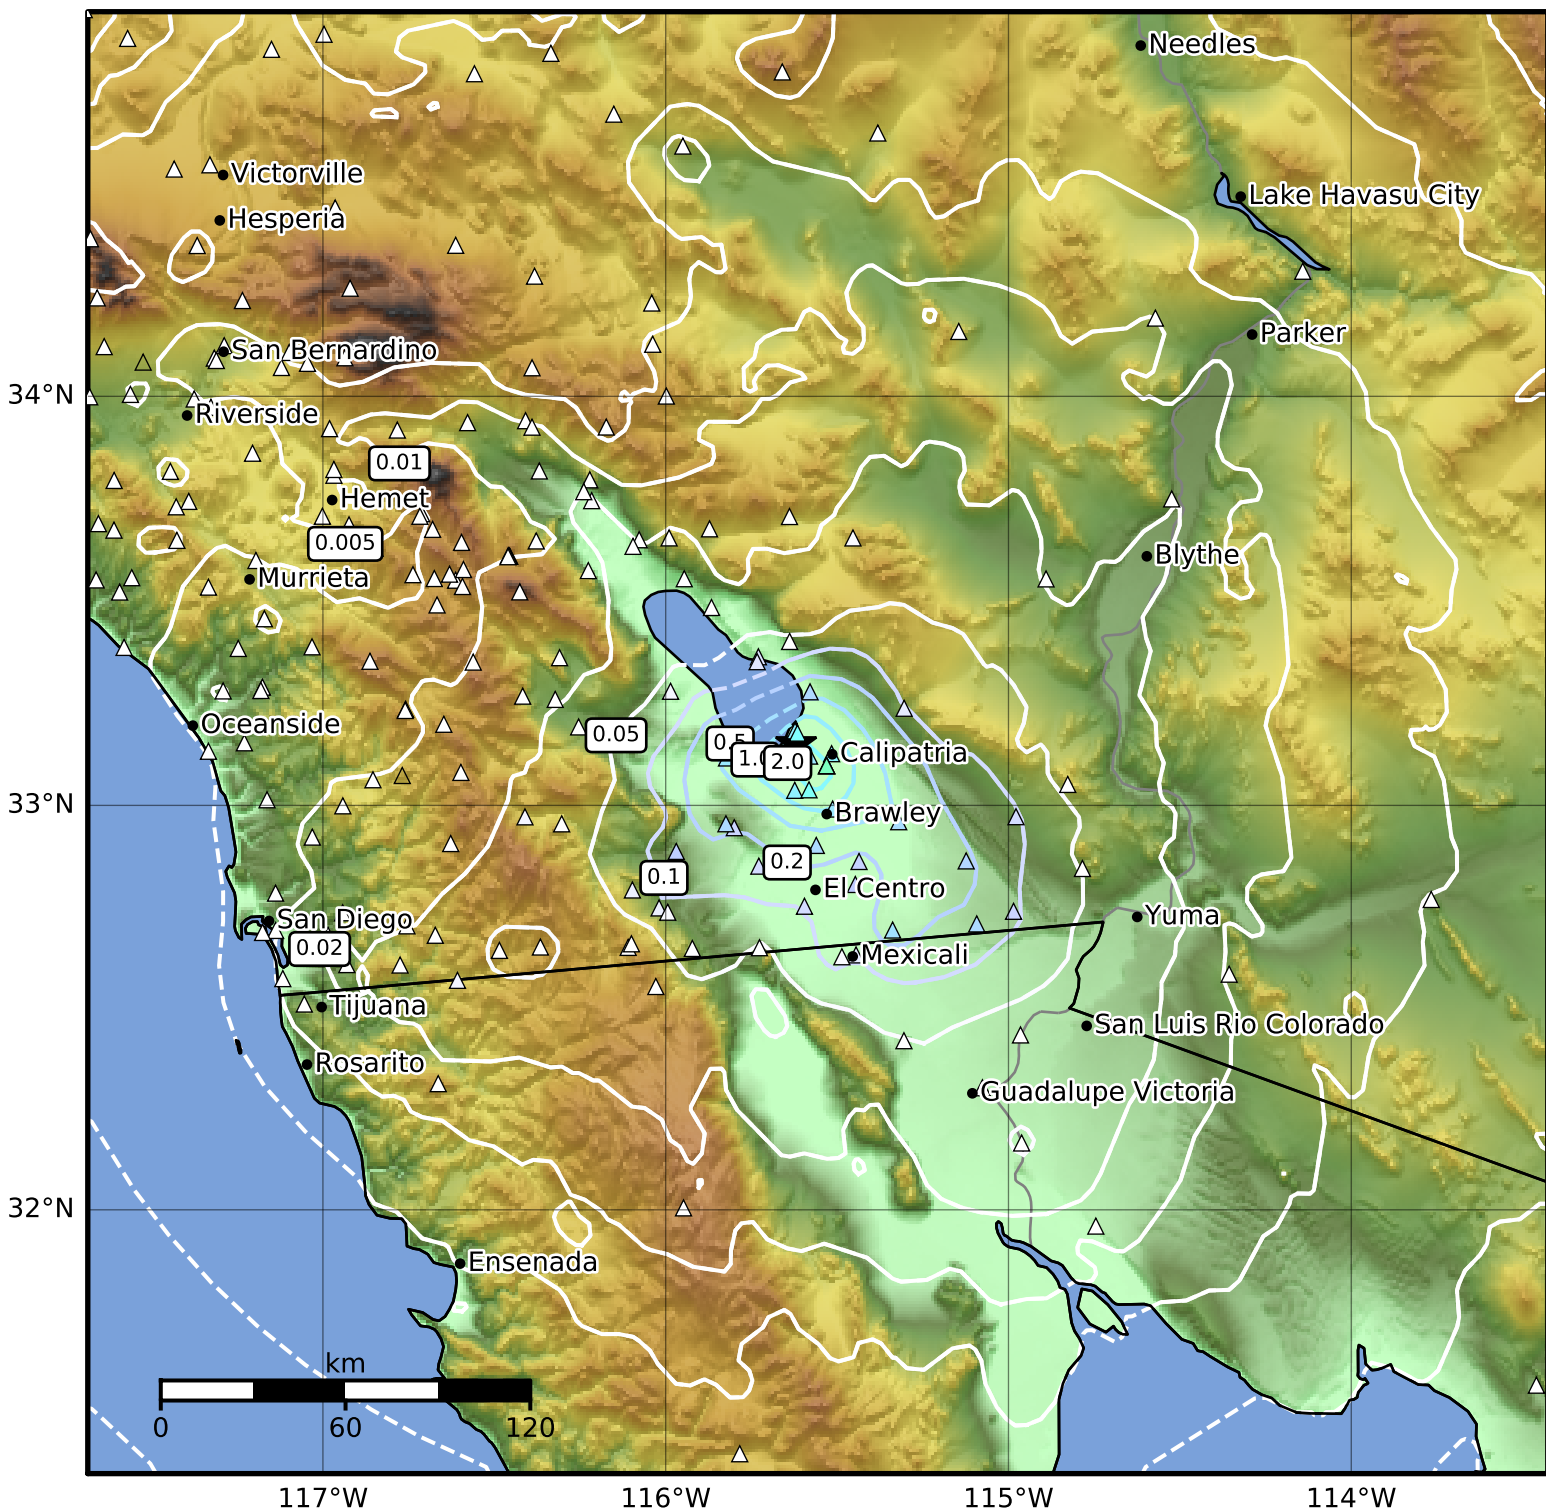 Needles
Victorville
Lake Havasu City
Hesperia
Parker
San Bernardino
34°N
Riverside
0.01
Hemet
0.005
Blythe
Murrieta
Oceanside
0.05
0.5
1.0
2.0
Calipatria
33°N
Brawley
0.2
0.1
El Centro
San Diego
Yuma
0.02
Mexicali
Tijuana
San Luis Rio Colorado
Rosarito
Guadalupe Victoria
32°N
Ensenada
km
0 60 120
117°W 116°W 115°W 114°W